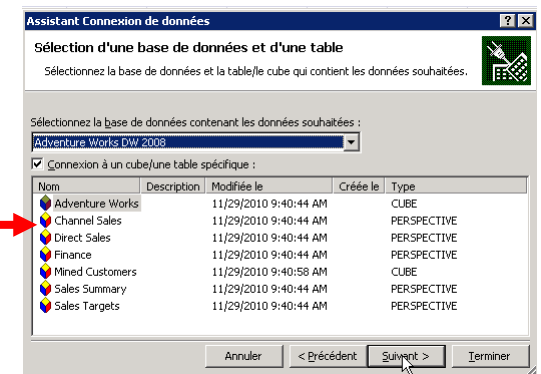 Assistant Connexion de données
Sélection d'une base de données et d'une table
Sélectionnez la base de données et la table/le cube qui contient les données souhaitées.
Sélectionnez la base de données contenant les données souhaitées :
Adventure Works DW 2008
Connexion à un cube/une table spécifique :
Nom Description Modifiée le Créée le Type
Adventure Works 11/29/2010 9:40:44 AM CUBE
Channel Sales 11/29/2010 9:40:44 AM PERSPECTIVE
Direct Sales 11/29/2010 9:40:44 AM PERSPECTIVE
Finance 11/29/2010 9:40:44 AM PERSPECTIVE
Mined Customers 11/29/2010 9:40:58 AM CUBE
Sales Summary 11/29/2010 9:40:44 AM PERSPECTIVE
Sales Targets 11/29/2010 9:40:44 AM PERSPECTIVE
Annuler < Précédent Suivant > Terminer